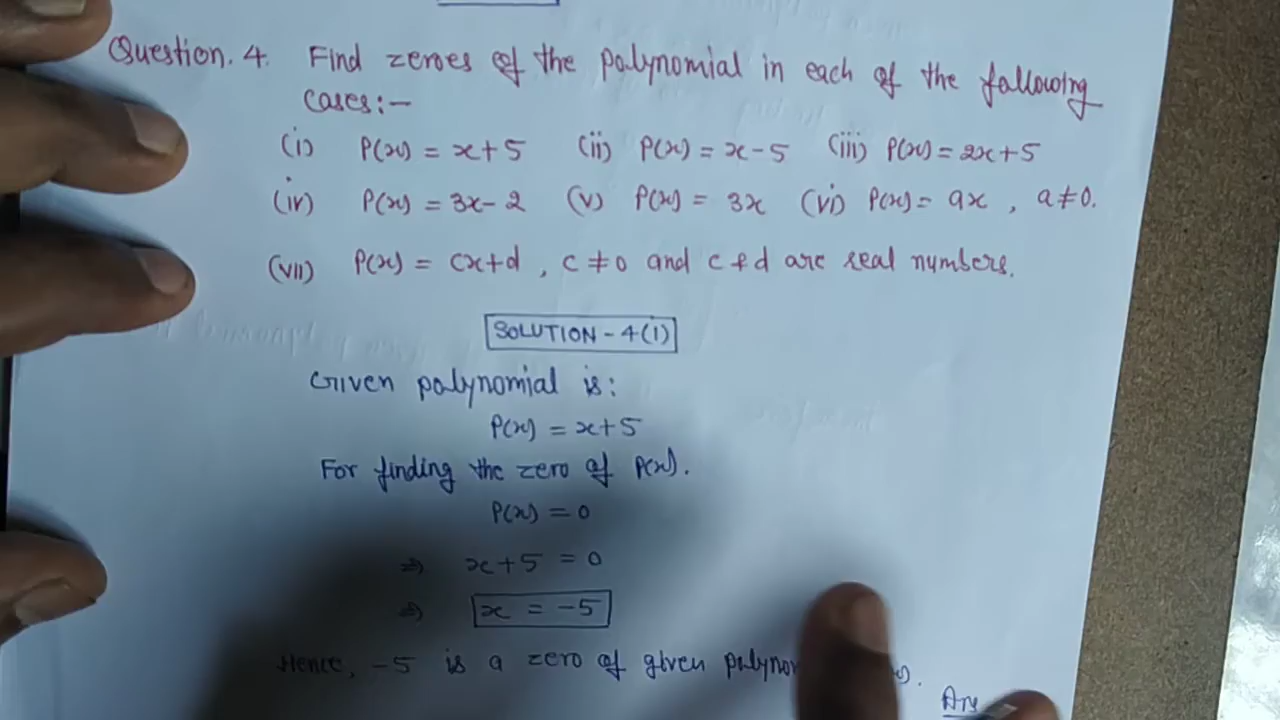 Question. 4. Find zeroes of the polynomial in each of the following
cases:-
(i) P(x) = x+5 (ii) P(x) = x-5 (iii) P(x) = 2x+5
(iv) P(x) = 3x-2 (v) P(x) = 3x (vi) P(x) = ax , a≠0.
(vii) P(x) = cx+d , c ≠ 0 and c & d are real numbers.
SOLUTION - 4(i)
Given polynomial is:
P(x) = x+5
For finding the zero of P(x).
P(x) = 0
⇒ x+5 = 0
⇒ x = -5
Hence, -5 is a zero of given
Ans